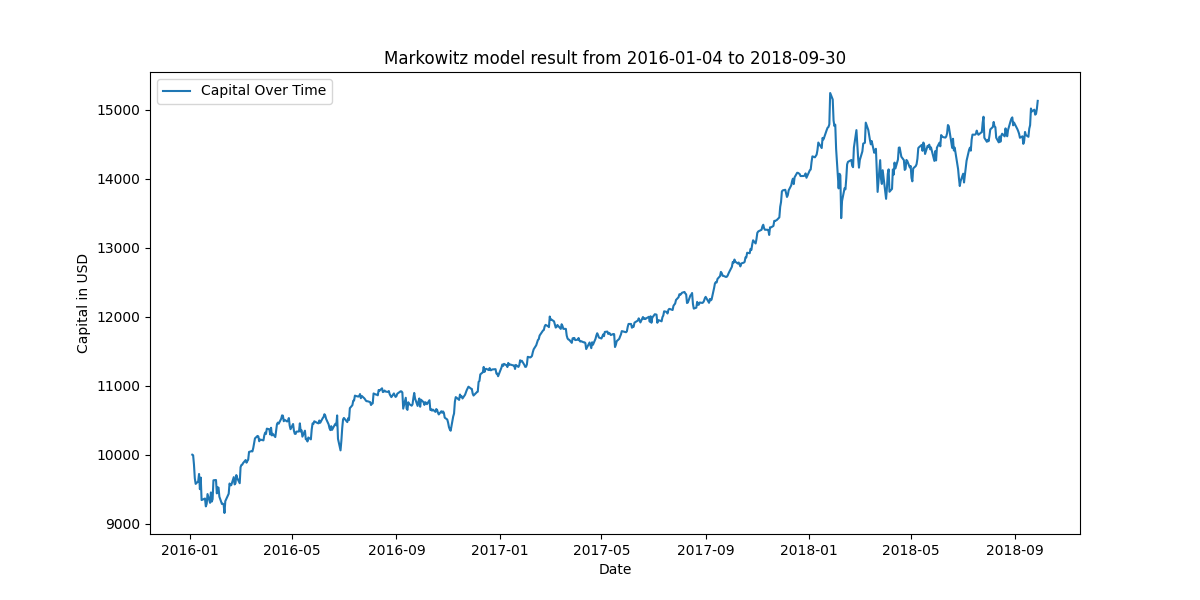 Markowitz model result from 2016-01-04 to 2018-09-30
Capital Over Time
Capital in USD
15000
14000
13000
12000
11000
10000
9000
2016-01 2016-05 2016-09 2017-01 2017-05 2017-09 2018-01 2018-05 2018-09
Date